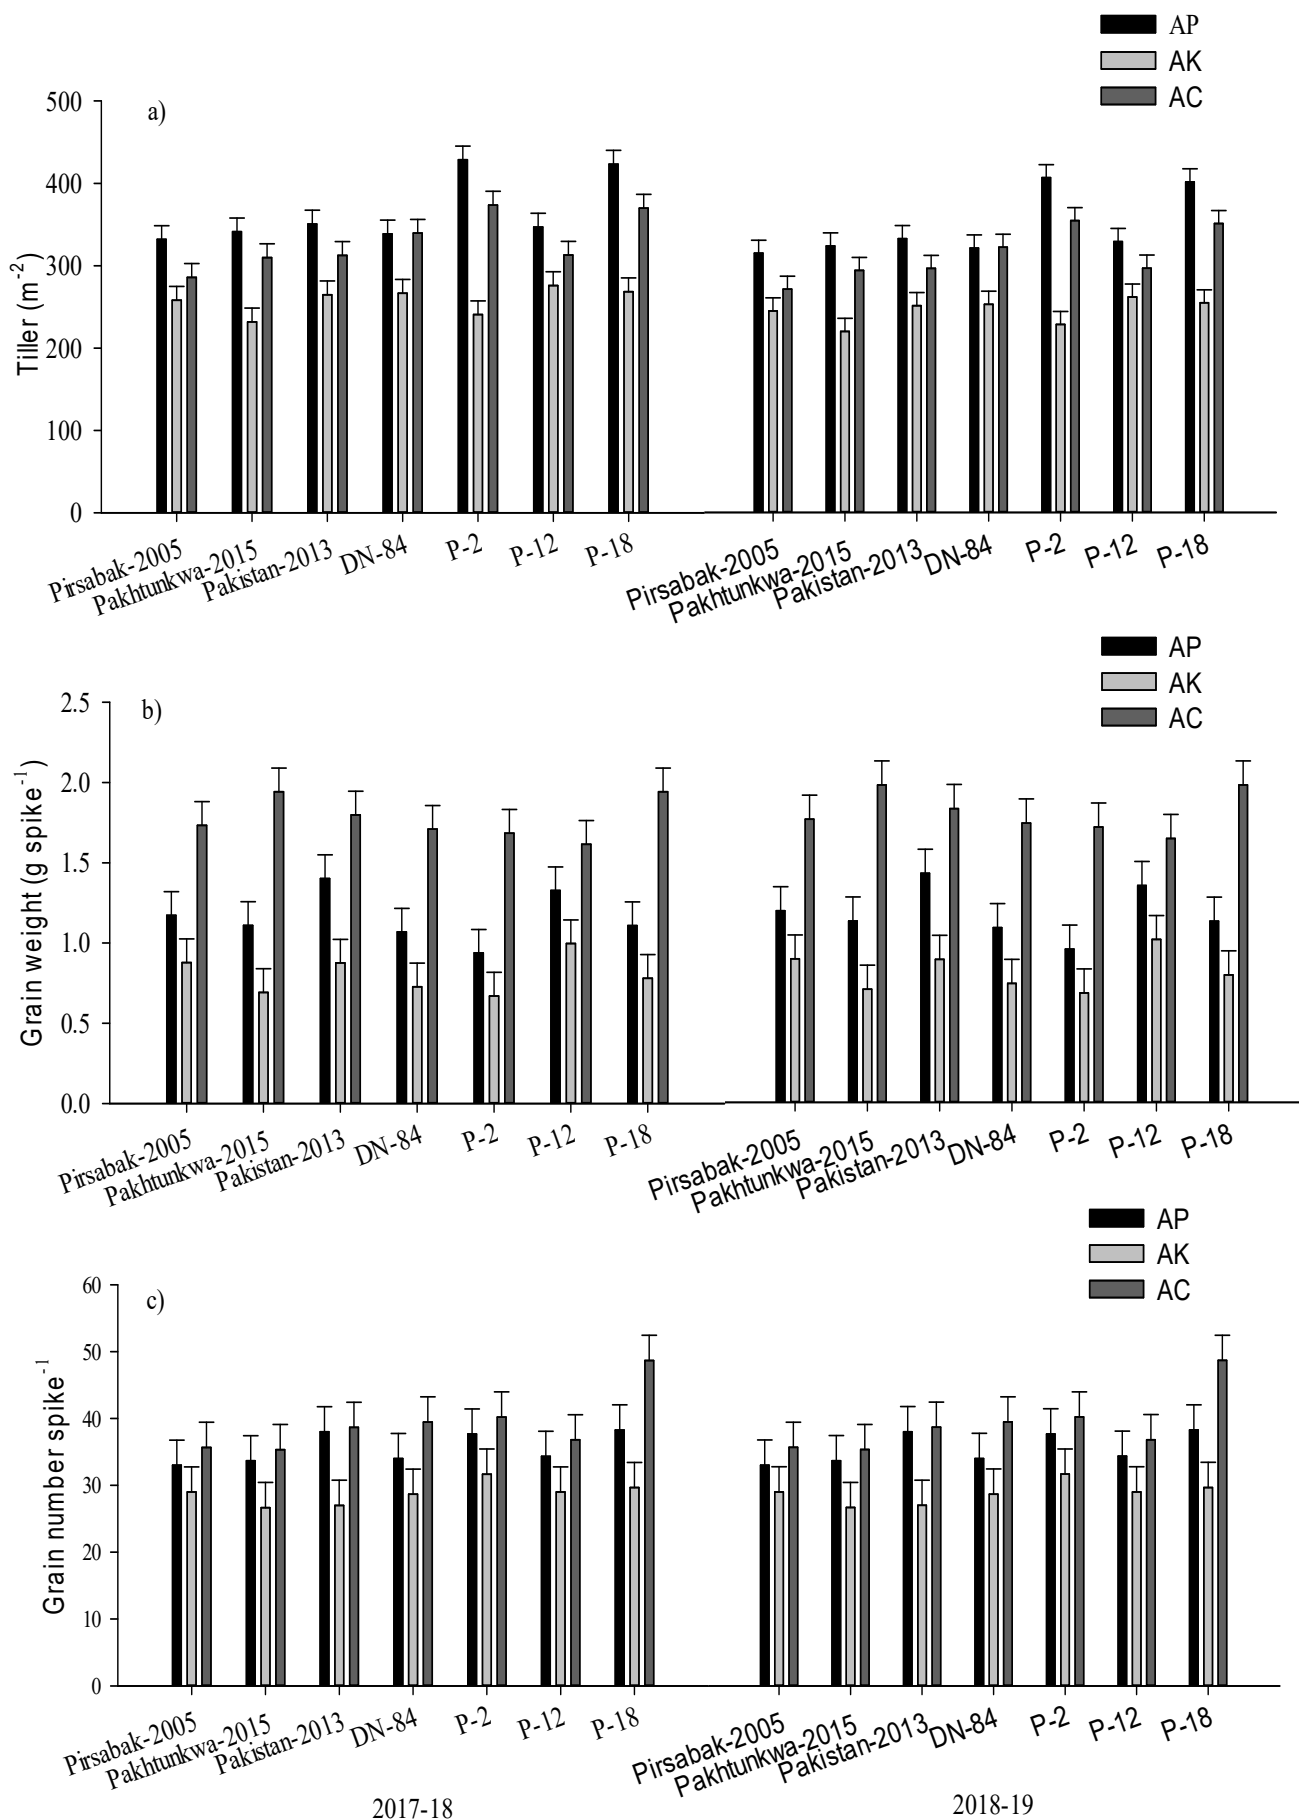 AP
AK
AC
a)
500
400
300
200
100
0
Tiller (m-2)
Pirsabak-2005
Pakhtunkwa-2015
Pakistan-2013
DN-84
P-2
P-12
P-18
Pirsabak-2005
Pakhtunkwa-2015
Pakistan-2013
DN-84
P-2
P-12
P-18
AP
AK
AC
b)
2.5
2.0
1.5
1.0
0.5
0.0
Grain weight (g spike-1)
Pirsabak-2005
Pakhtunkwa-2015
Pakistan-2013
DN-84
P-2
P-12
P-18
Pirsabak-2005
Pakhtunkwa-2015
Pakistan-2013
DN-84
P-2
P-12
P-18
AP
AK
AC
c)
60
50
40
30
20
10
0
Grain number spike-1
Pirsabak-2005
Pakhtunkwa-2015
Pakistan-2013
DN-84
P-2
P-12
P-18
Pirsabak-2005
Pakhtunkwa-2015
Pakistan-2013
DN-84
P-2
P-12
P-18
2017-18
2018-19